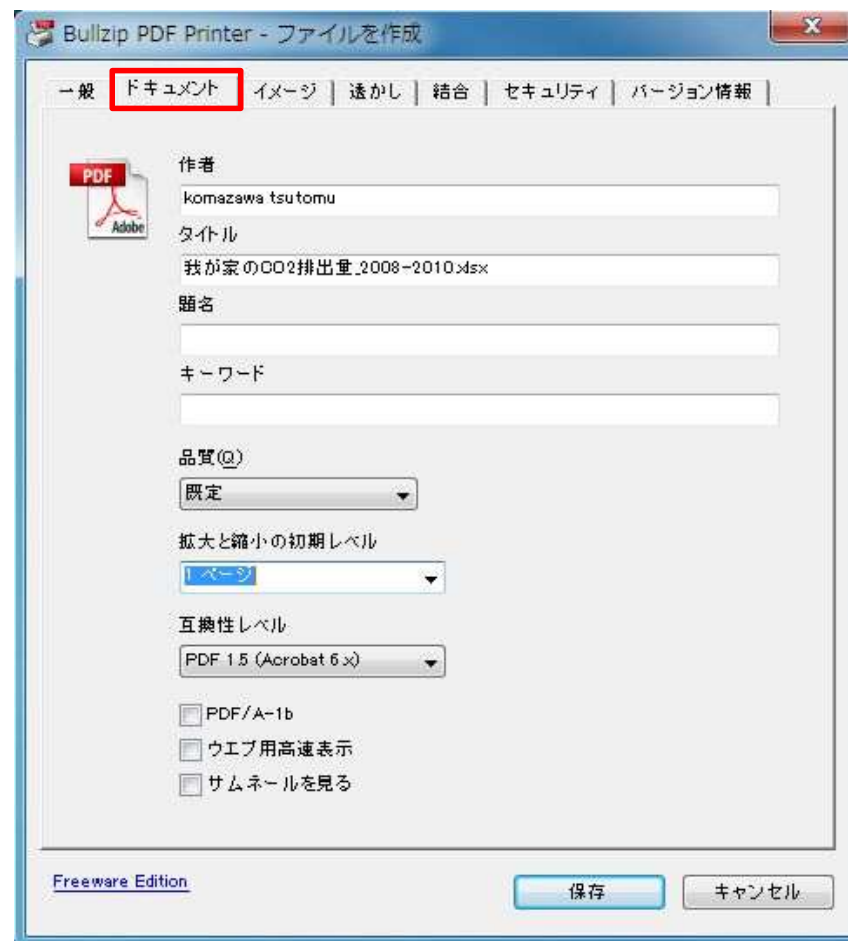 Bullzip PDF Printer - ファイルを作成
一般 ドキュメント イメージ 透かし 結合 セキュリティ バージョン情報
PDF
Adobe
作者
komazawa tsutomu
タイトル
我が家のCO2排出量_2008-2010.xlsx
題名
キーワード
品質(Q)
既定
拡大と縮小の初期レベル
1 ページ
互換性レベル
PDF 1.5 (Acrobat 6.x)
PDF/A-1b
ウエブ用高速表示
サムネールを見る
Freeware Edition
保存 キャンセル